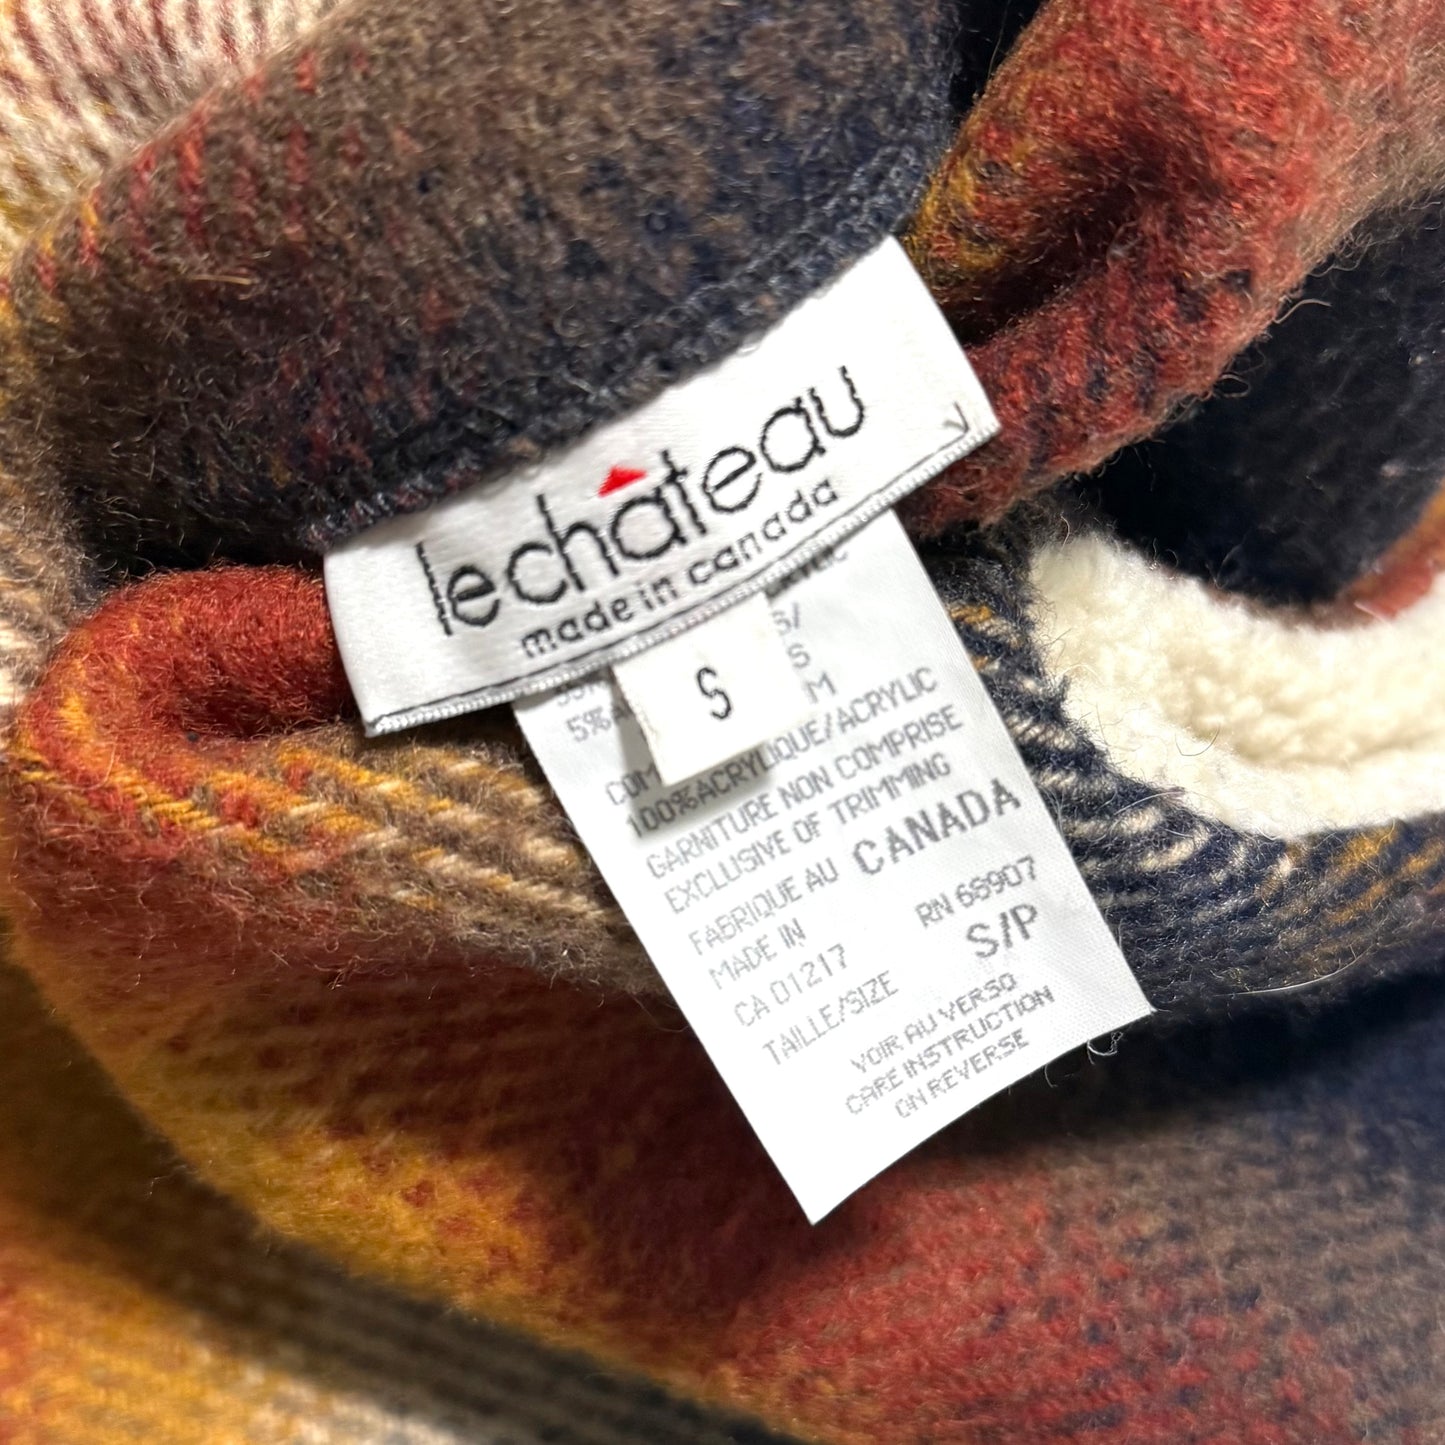 lechâteau
made in canada
S
100%ACRYLIQUE/ACRYLIC
GARNITURE NON COMPRISE
EXCLUSIVE OF TRIMMING
FABRIQUE AU CANADA
MADE IN
RN 66907
CA 01217
S/P
TAILLE/SIZE
VOIR AU VERSO
CARE INSTRUCTION
ON REVERSE